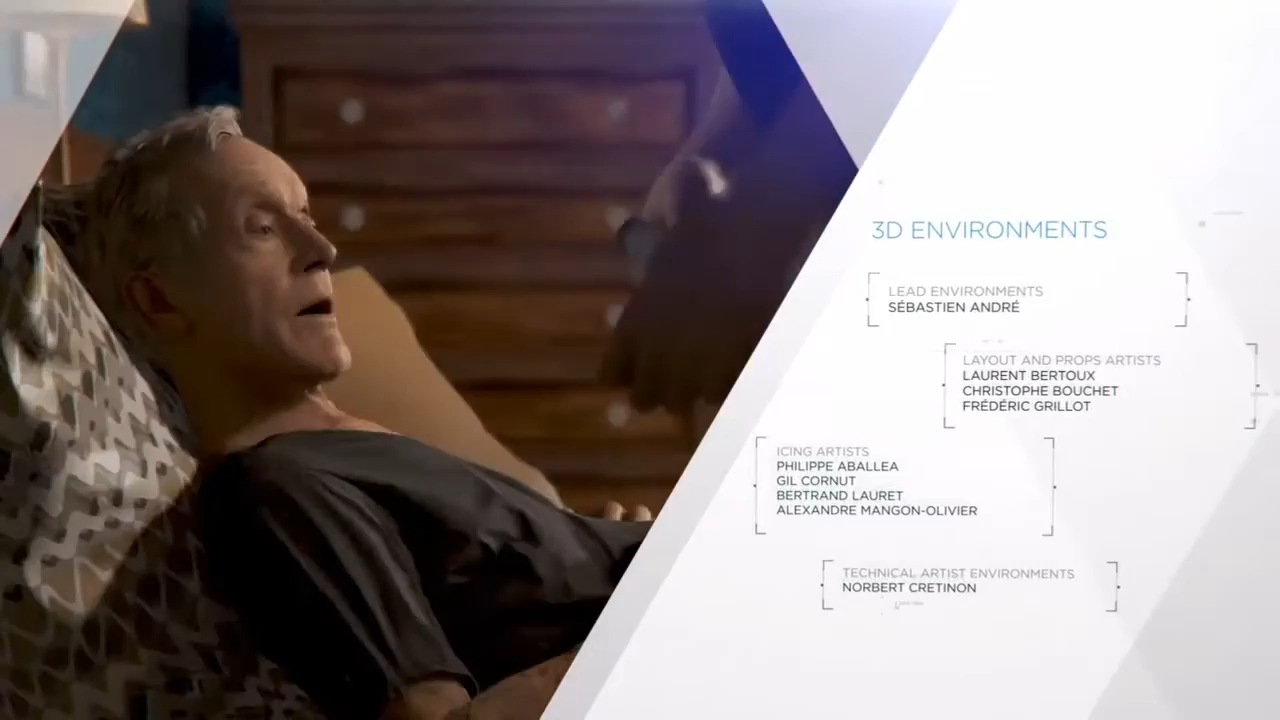 3D ENVIRONMENTS
LEAD ENVIRONMENTS
SÉBASTIEN ANDRÉ
LAYOUT AND PROPS ARTISTS
LAURENT BERTOUX
CHRISTOPHE BOUCHET
FRÉDÉRIC GRILLOT
ICING ARTISTS
PHILIPPE ABALLEA
GIL CORNUT
BERTRAND LAURET
ALEXANDRE MANGON-OLIVIER
TECHNICAL ARTIST ENVIRONMENTS
NORBERT CRETINON